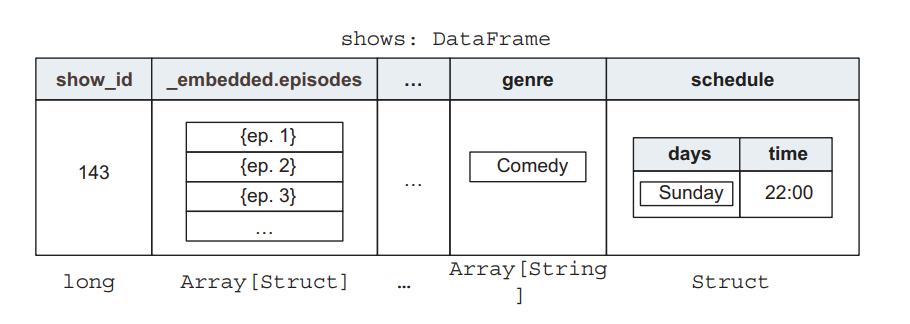 shows: DataFrame
show_id _embedded.episodes … genre schedule
{ep. 1}
{ep. 2}
{ep. 3}
…
143
…
Comedy
days time
Sunday 22:00
long Array[Struct] … Array[String
] Struct